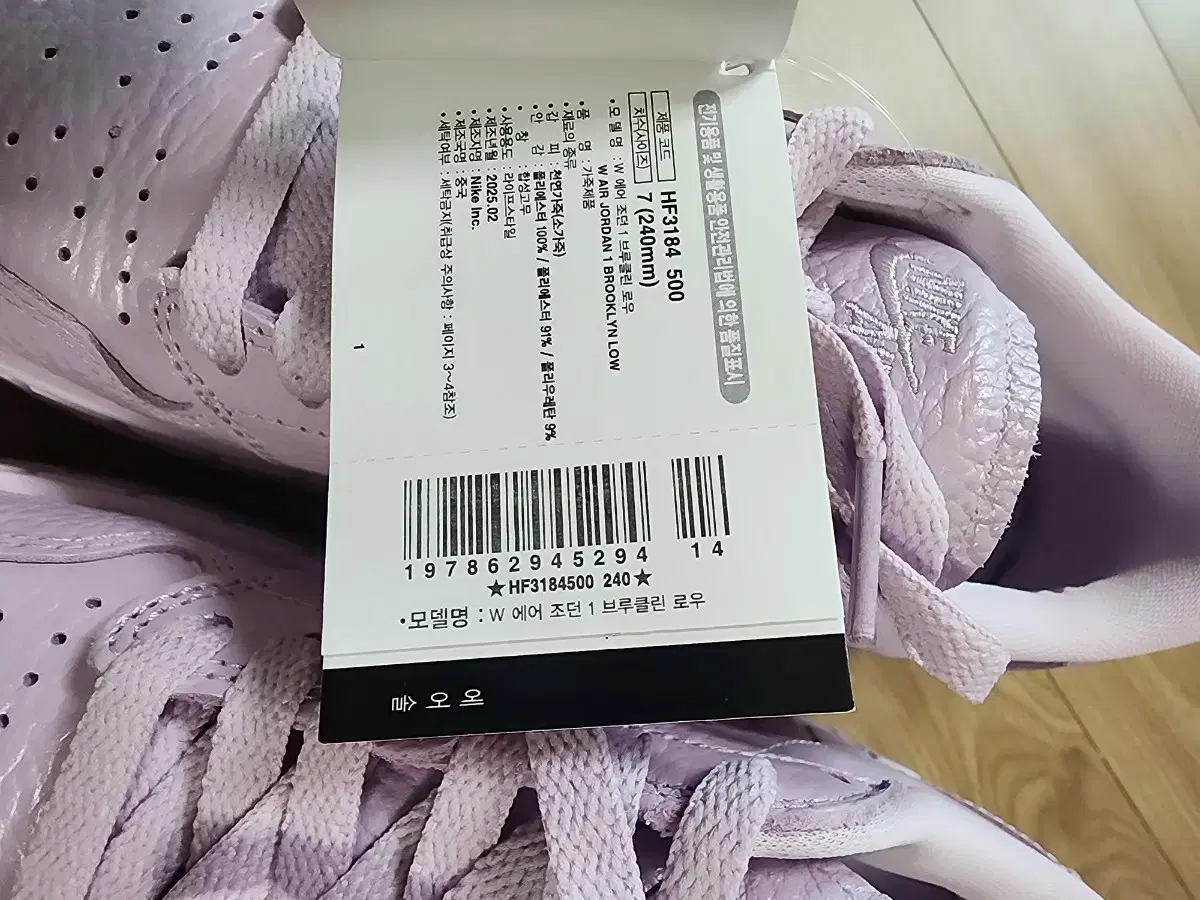 전기용품 및 생활용품 안전관리법에 의한 품질표시
제품 코드 HF3184 500
치수(사이즈) 7 (240mm)
• 모 델 명 : W 에어 조던 1 브루클린 로우
W AIR JORDAN 1 BROOKLYN LOW
• 품 명 : 가죽제품
• 재료의 종류
• 겉 피 : 천연가죽(소가죽)
• 안 감 : 폴리에스터 100% / 폴리에스터 91% / 폴리우레탄 9%
• 창 : 합성고무
• 사용용도 : 라이프스타일
• 제조년월 : 2025.02
• 제조자명 : Nike Inc.
• 제조국명 : 중국
• 세탁여부 : 세탁금지(취급상 주의사항 : 페이지 3~4참조)
1
197862945294 14
★HF3184500 240★
•모델명 : W 에어 조던 1 브루클린 로우
에어솔
NIKE